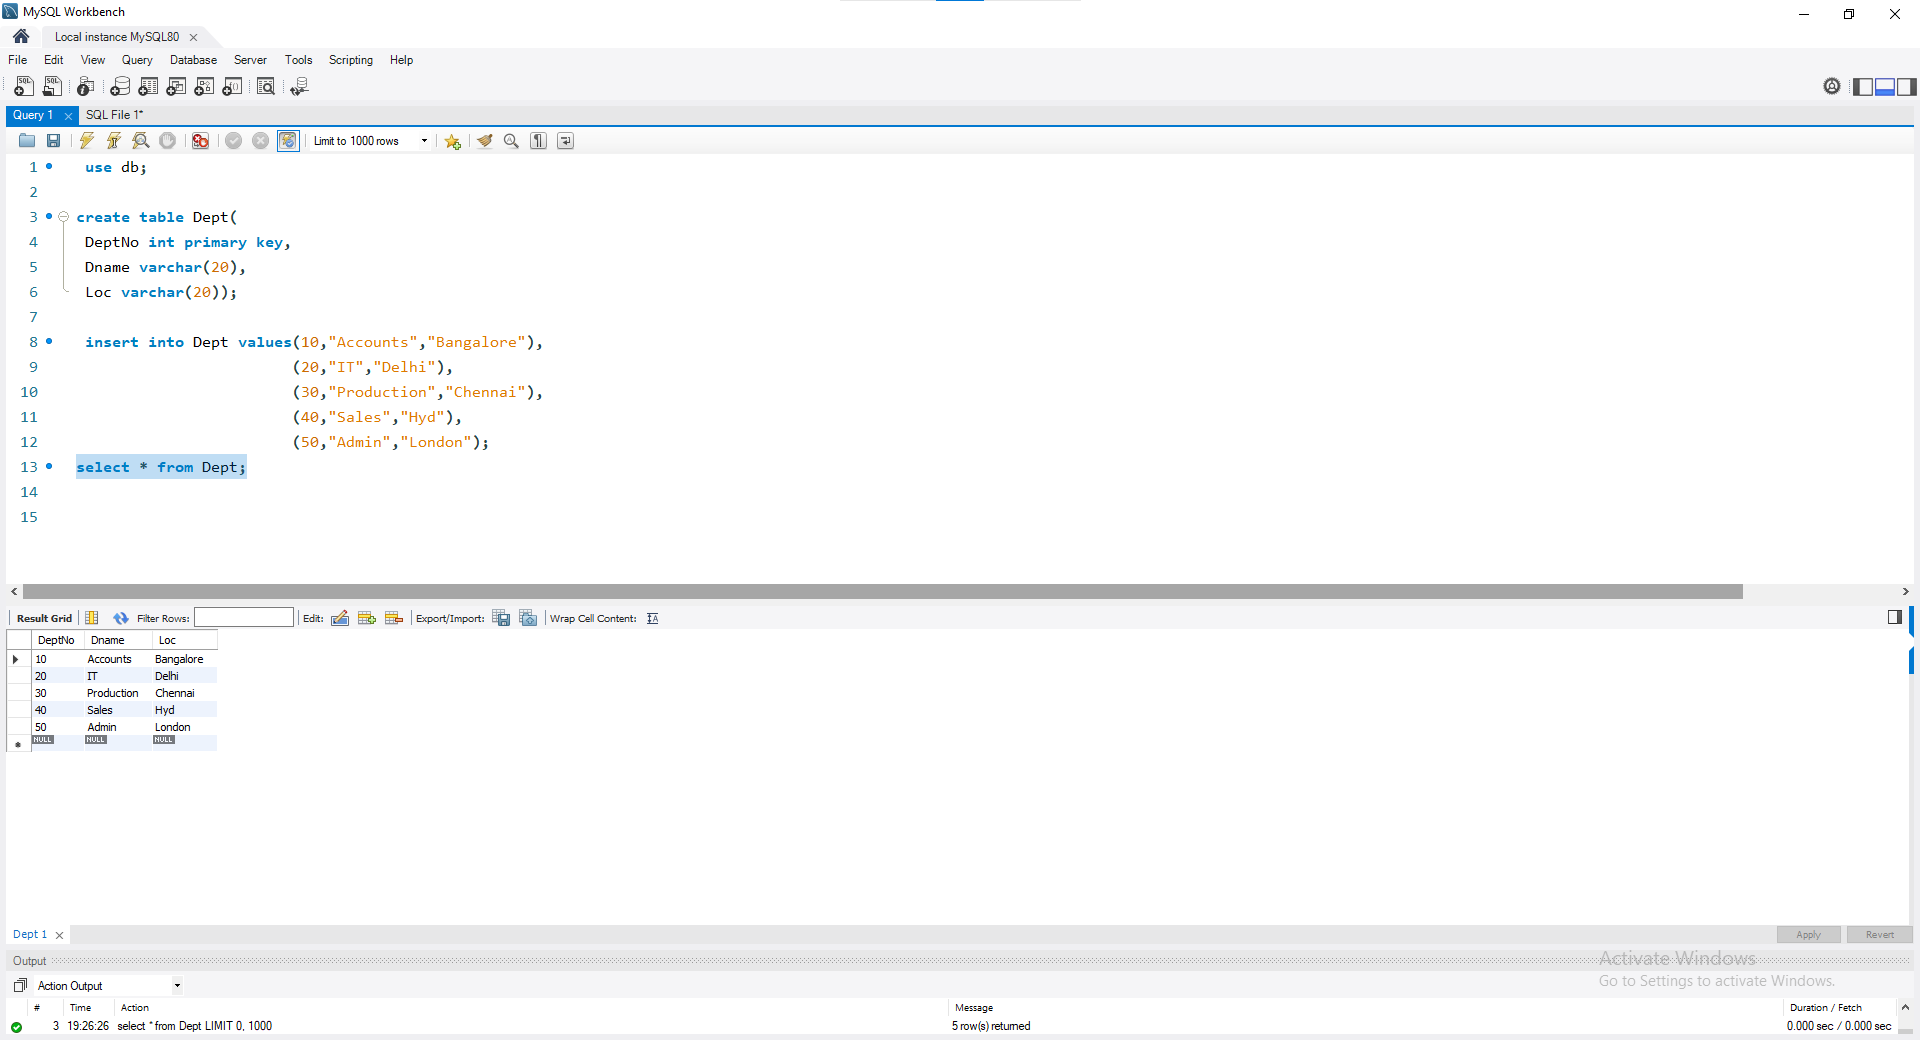 MySQL Workbench
Local instance MySQL80
File Edit View Query Database Server Tools Scripting Help
Query 1 SQL File 1*
Limit to 1000 rows
1 use db;
2
3 create table Dept(
4 DeptNo int primary key,
5 Dname varchar(20),
6 Loc varchar(20));
7
8 insert into Dept values(10,"Accounts","Bangalore"),
9 (20,"IT","Delhi"),
10 (30,"Production","Chennai"),
11 (40,"Sales","Hyd"),
12 (50,"Admin","London");
13 select * from Dept;
14
15
Result Grid Filter Rows: Edit: Export/Import: Wrap Cell Content:
DeptNo Dname Loc
10 Accounts Bangalore
20 IT Delhi
30 Production Chennai
40 Sales Hyd
50 Admin London
NULL NULL NULL
Dept 1 Apply Revert
Output
Activate Windows
Go to Settings to activate Windows.
Action Output
# Time Action Message Duration / Fetch
3 19:26:26 select * from Dept LIMIT 0, 1000 5 row(s) returned 0.000 sec / 0.000 sec